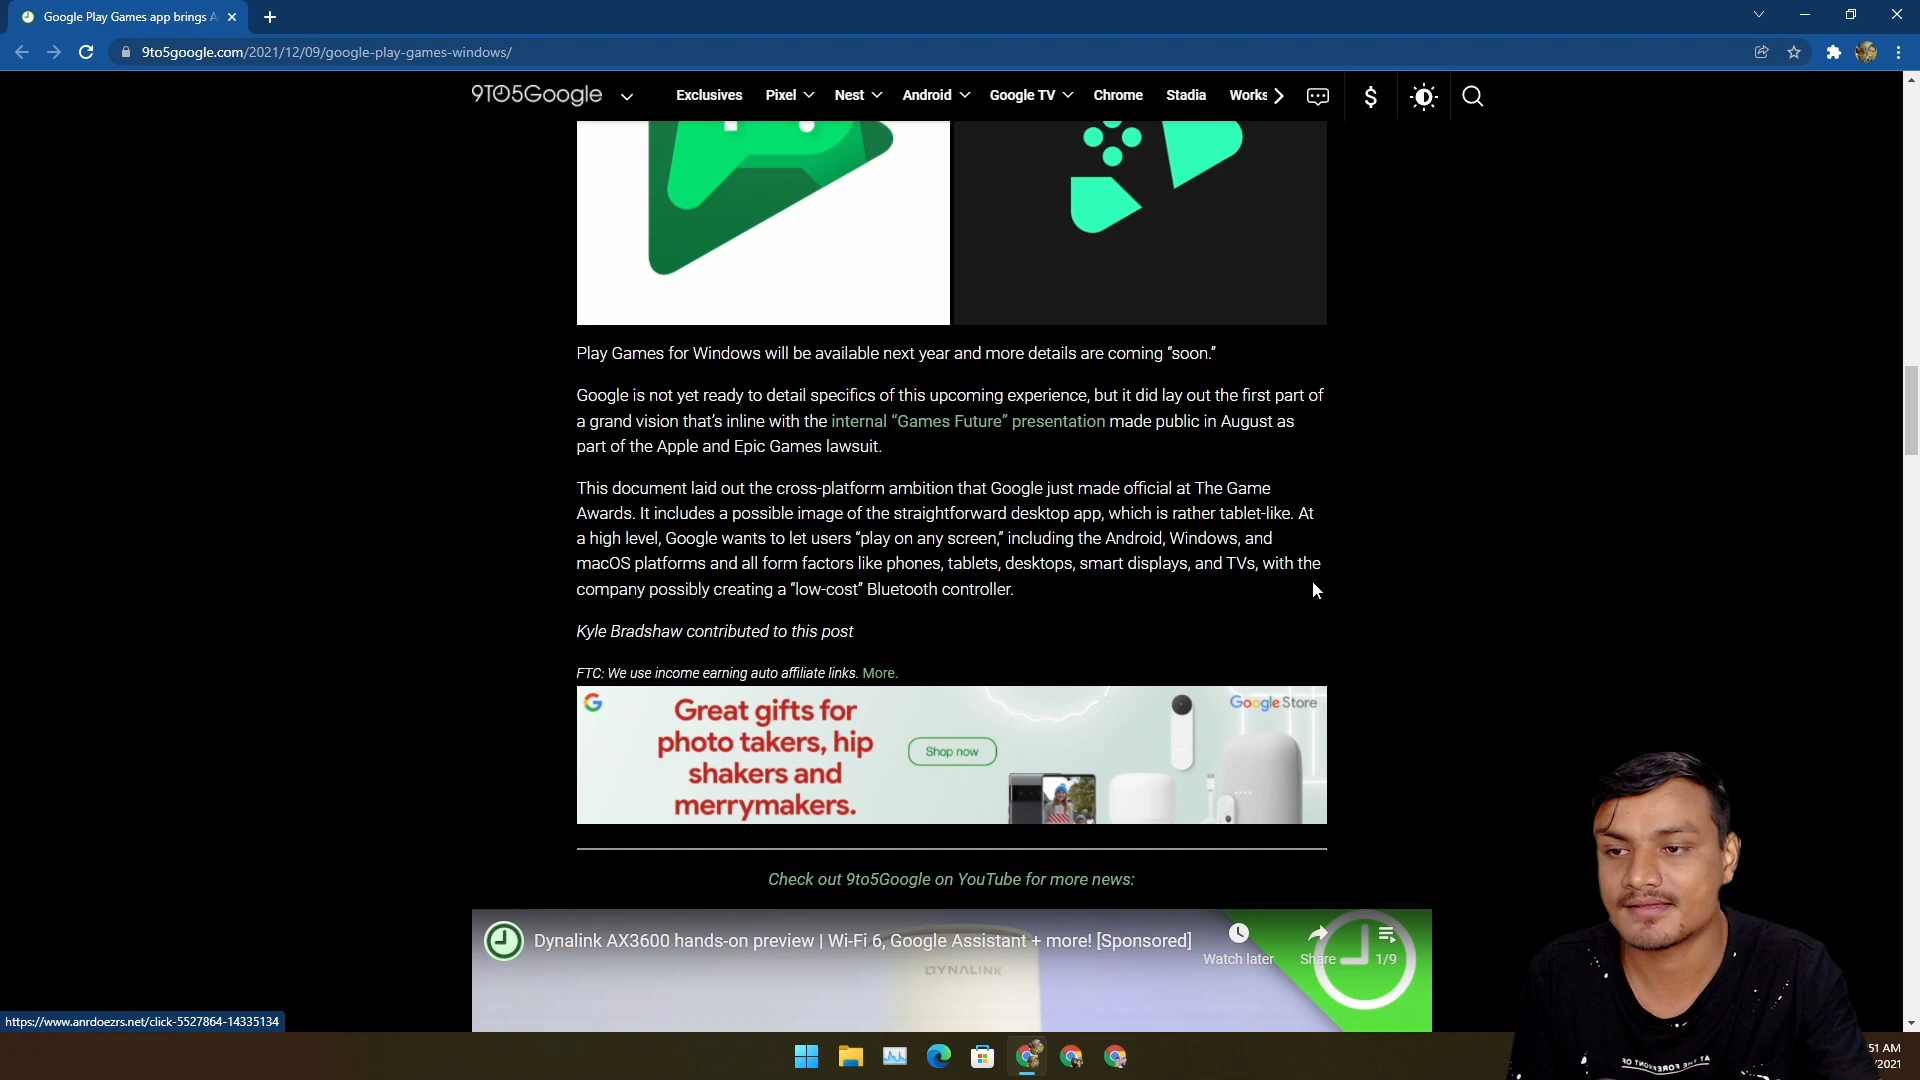 Google Play Games app brings A
9to5google.com/2021/12/09/google-play-games-windows/
9TO5Google
Exclusives Pixel Nest Android Google TV Chrome Stadia Works
Play Games for Windows will be available next year and more details are coming “soon.”
Google is not yet ready to detail specifics of this upcoming experience, but it did lay out the first part of
a grand vision that’s inline with the internal “Games Future” presentation made public in August as
part of the Apple and Epic Games lawsuit.
This document laid out the cross-platform ambition that Google just made official at The Game
Awards. It includes a possible image of the straightforward desktop app, which is rather tablet-like. At
a high level, Google wants to let users “play on any screen,” including the Android, Windows, and
macOS platforms and all form factors like phones, tablets, desktops, smart displays, and TVs, with the
company possibly creating a “low-cost” Bluetooth controller.
Kyle Bradshaw contributed to this post
FTC: We use income earning auto affiliate links. More.
Great gifts for
photo takers, hip
shakers and
merrymakers.
Shop now
Google Store
Check out 9to5Google on YouTube for more news:
Dynalink AX3600 hands-on preview | Wi-Fi 6, Google Assistant + more! [Sponsored]
Watch later Share 1/9
DYNALINK
https://www.anrdoezrs.net/click-5527864-14335134
51 AM
/2021
AT THE FOREFRONT OF